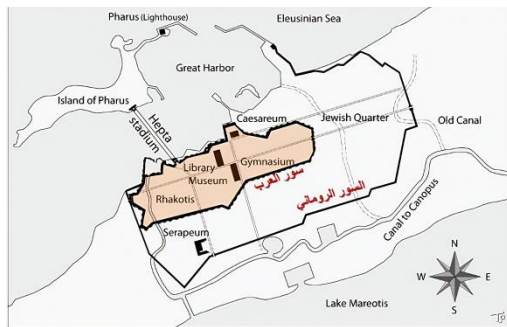 Pharus (Lighthouse)
Eleusinian Sea
Great Harbor
Island of Pharus
Hepta
stadium
Caesareum
Jewish Quarter
Old Canal
Library
Museum
Gymnasium
Rhakotis
سور العرب
السور الروماني
Serapeum
Canal to Canopus
Lake Mareotis
N
W
E
S